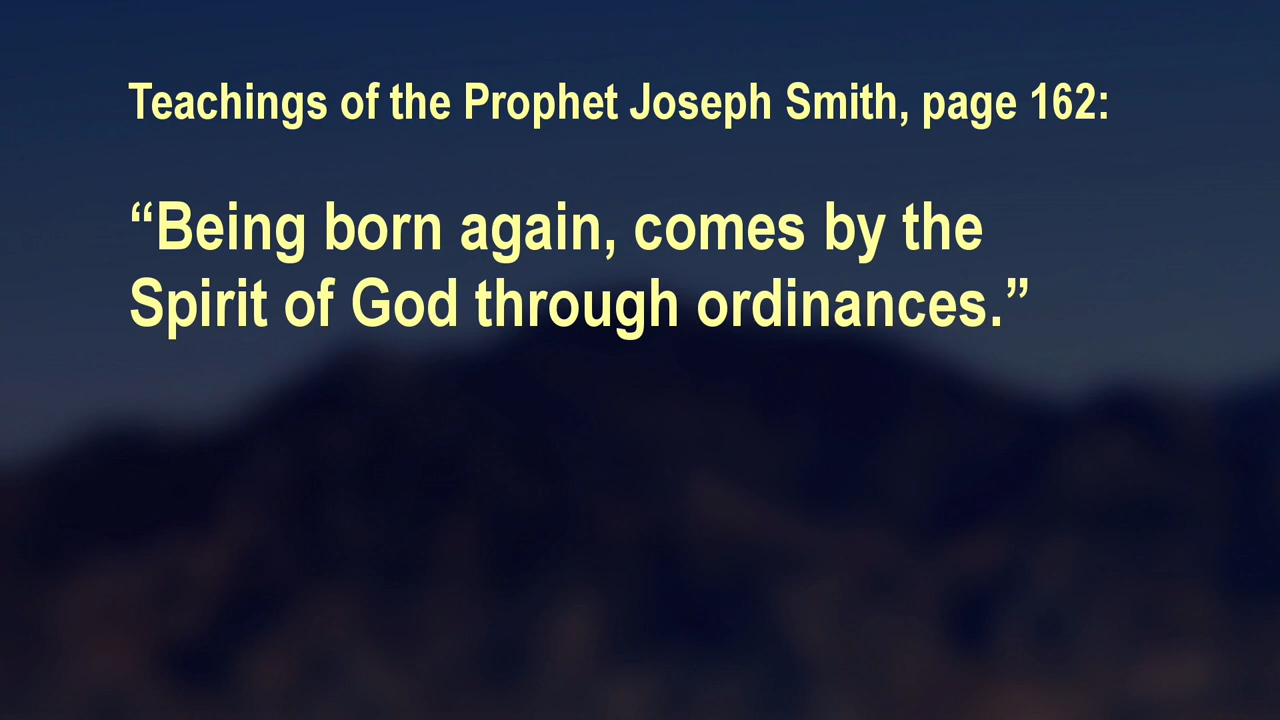 Teachings of the Prophet Joseph Smith, page 162:
“Being born again, comes by the
Spirit of God through ordinances.”